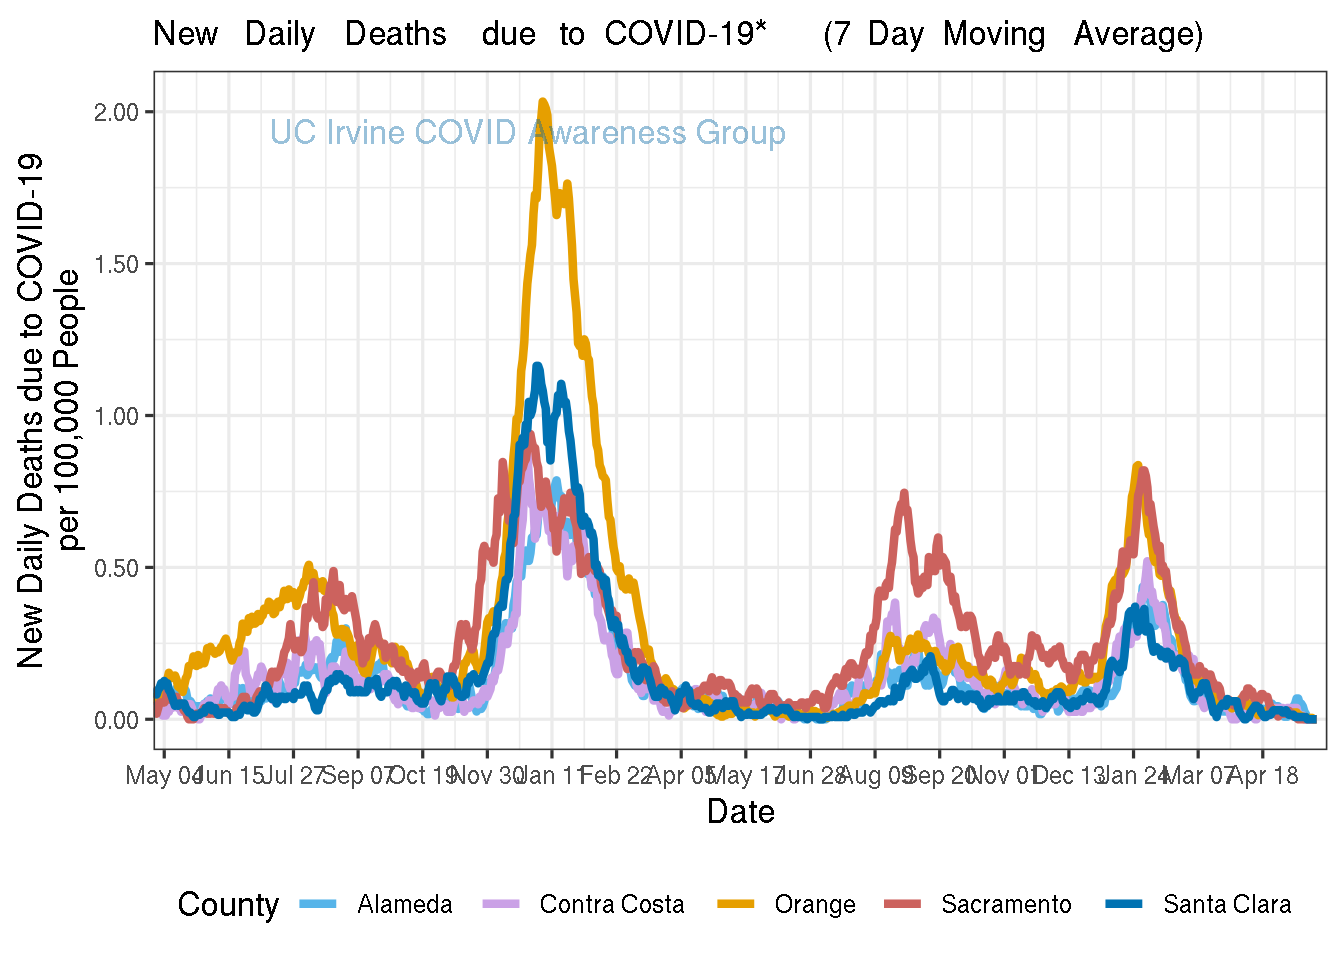 New Daily Deaths due to COVID-19* (7 Day Moving Average)
UC Irvine COVID Awareness Group
New Daily Deaths due to COVID-19
per 100,000 People
2.00
1.50
1.00
0.50
0.00
May 04 Jun 15 Jul 27 Sep 07 Oct 19 Nov 30 Jan 11 Feb 22 Apr 05 May 17 Jun 28 Aug 09 Sep 20 Nov 01 Dec 13 Jan 24 Mar 07 Apr 18
Date
County Alameda Contra Costa Orange Sacramento Santa Clara